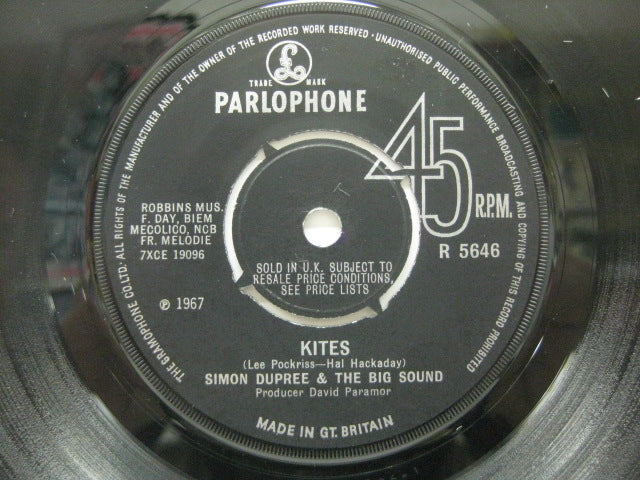 THE GRAMOPHONE CO. LTD. ALL RIGHTS OF THE MANUFACTURER AND OF THE OWNER OF THE RECORDED WORK RESERVED · UNAUTHORISED PUBLIC PERFORMANCE BROADCASTING AND COPYING OF THIS RECORD PROHIBITED
£
TRADE MARK
PARLOPHONE
45 R.P.M.
R 5646
ROBBINS MUS.
F. DAY, BIEM
MECOLICO, NCB
FR. MELODIE
7XCE 19096
℗ 1967
T
SOLD IN U.K. SUBJECT TO
RESALE PRICE CONDITIONS,
SEE PRICE LISTS
KITES
(Lee Pockriss—Hal Hackaday)
SIMON DUPREE & THE BIG SOUND
Producer David Paramor
MADE IN GT. BRITAIN